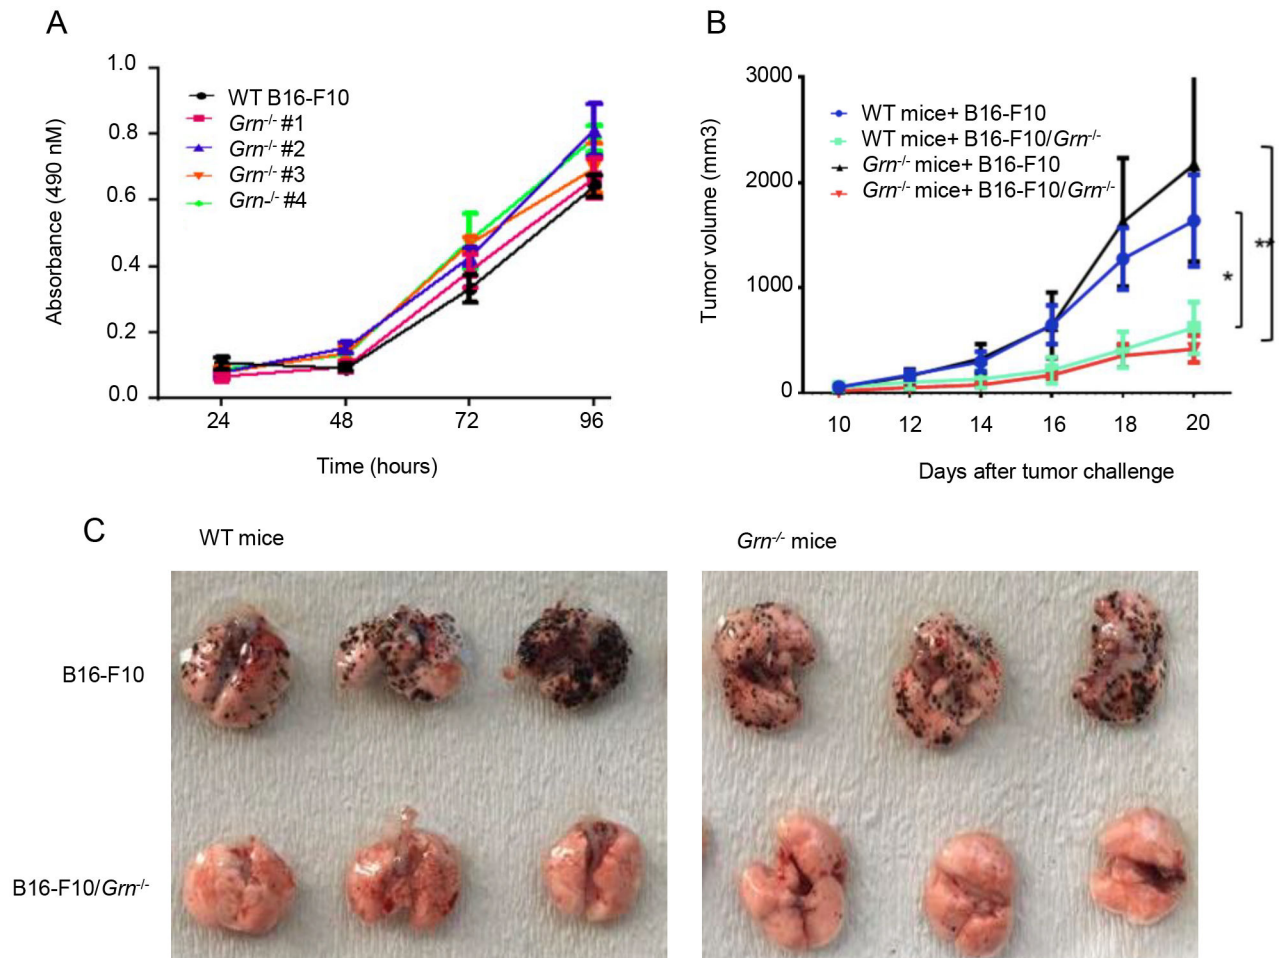 A
1.0
0.8
0.6
0.4
0.2
0.0
Absorbance (490 nM)
WT B16-F10
Grn-/- #1
Grn-/- #2
Grn-/- #3
Grn-/- #4
24 48 72 96
Time (hours)
B
3000
2000
1000
0
Tumor volume (mm3)
WT mice+ B16-F10
WT mice+ B16-F10/Grn-/-
Grn-/- mice+ B16-F10
Grn-/- mice+ B16-F10/Grn-/-
*
**
10 12 14 16 18 20
Days after tumor challenge
C
WT mice
Grn-/- mice
B16-F10
B16-F10/Grn-/-